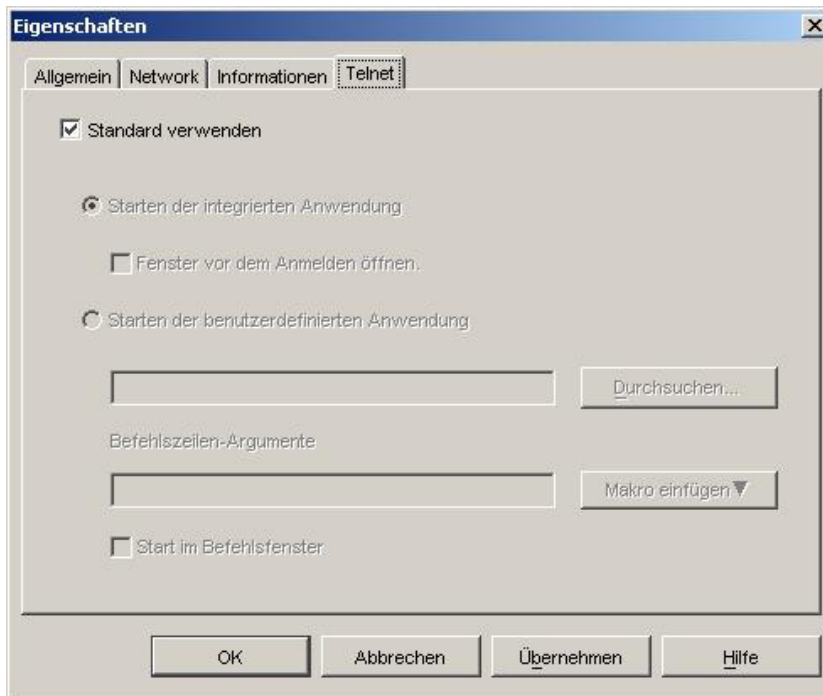 Eigenschaften
Allgemein Network Informationen Telnet
Standard verwenden
Starten der integrierten Anwendung
Fenster vor dem Anmelden öffnen.
Starten der benutzerdefinierten Anwendung
Durchsuchen...
Befehlszeilen-Argumente
Makro einfügen▼
Start im Befehlsfenster
OK Abbrechen Übernehmen Hilfe